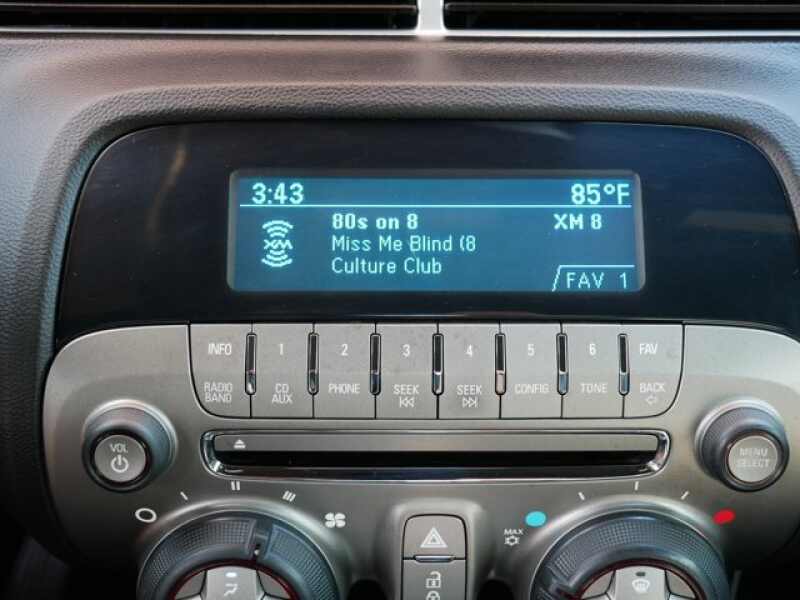 3:43 85°F
80s on 8 XM 8
XM Miss Me Blind (8
Culture Club
FAV 1
INFO 1 2 3 4 5 6 FAV
RADIO BAND CD AUX PHONE SEEK SEEK CONFIG TONE BACK
VOL
MENU SELECT
MAX